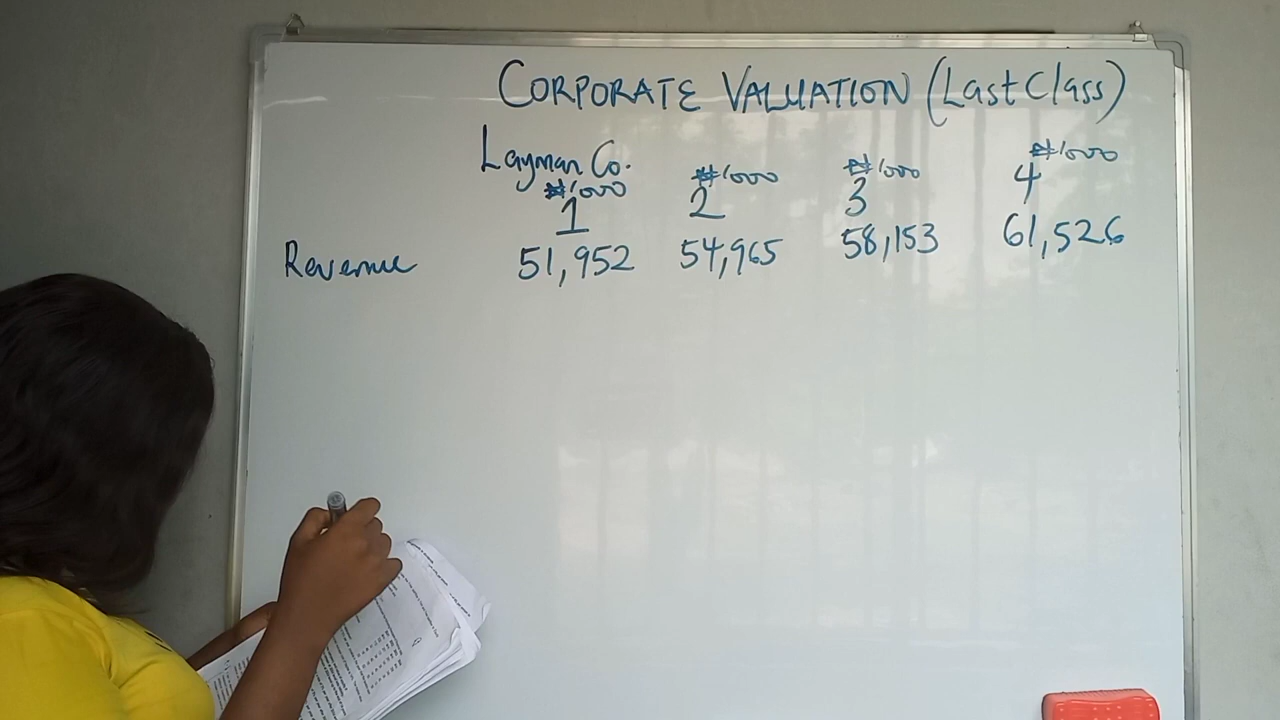 CORPORATE VALUATION (Last Class)
Layman Co.
₦'000 ₦'000 ₦'000 ₦'000
1 2 3 4
Revenue 51,952 54,965 58,153 61,526